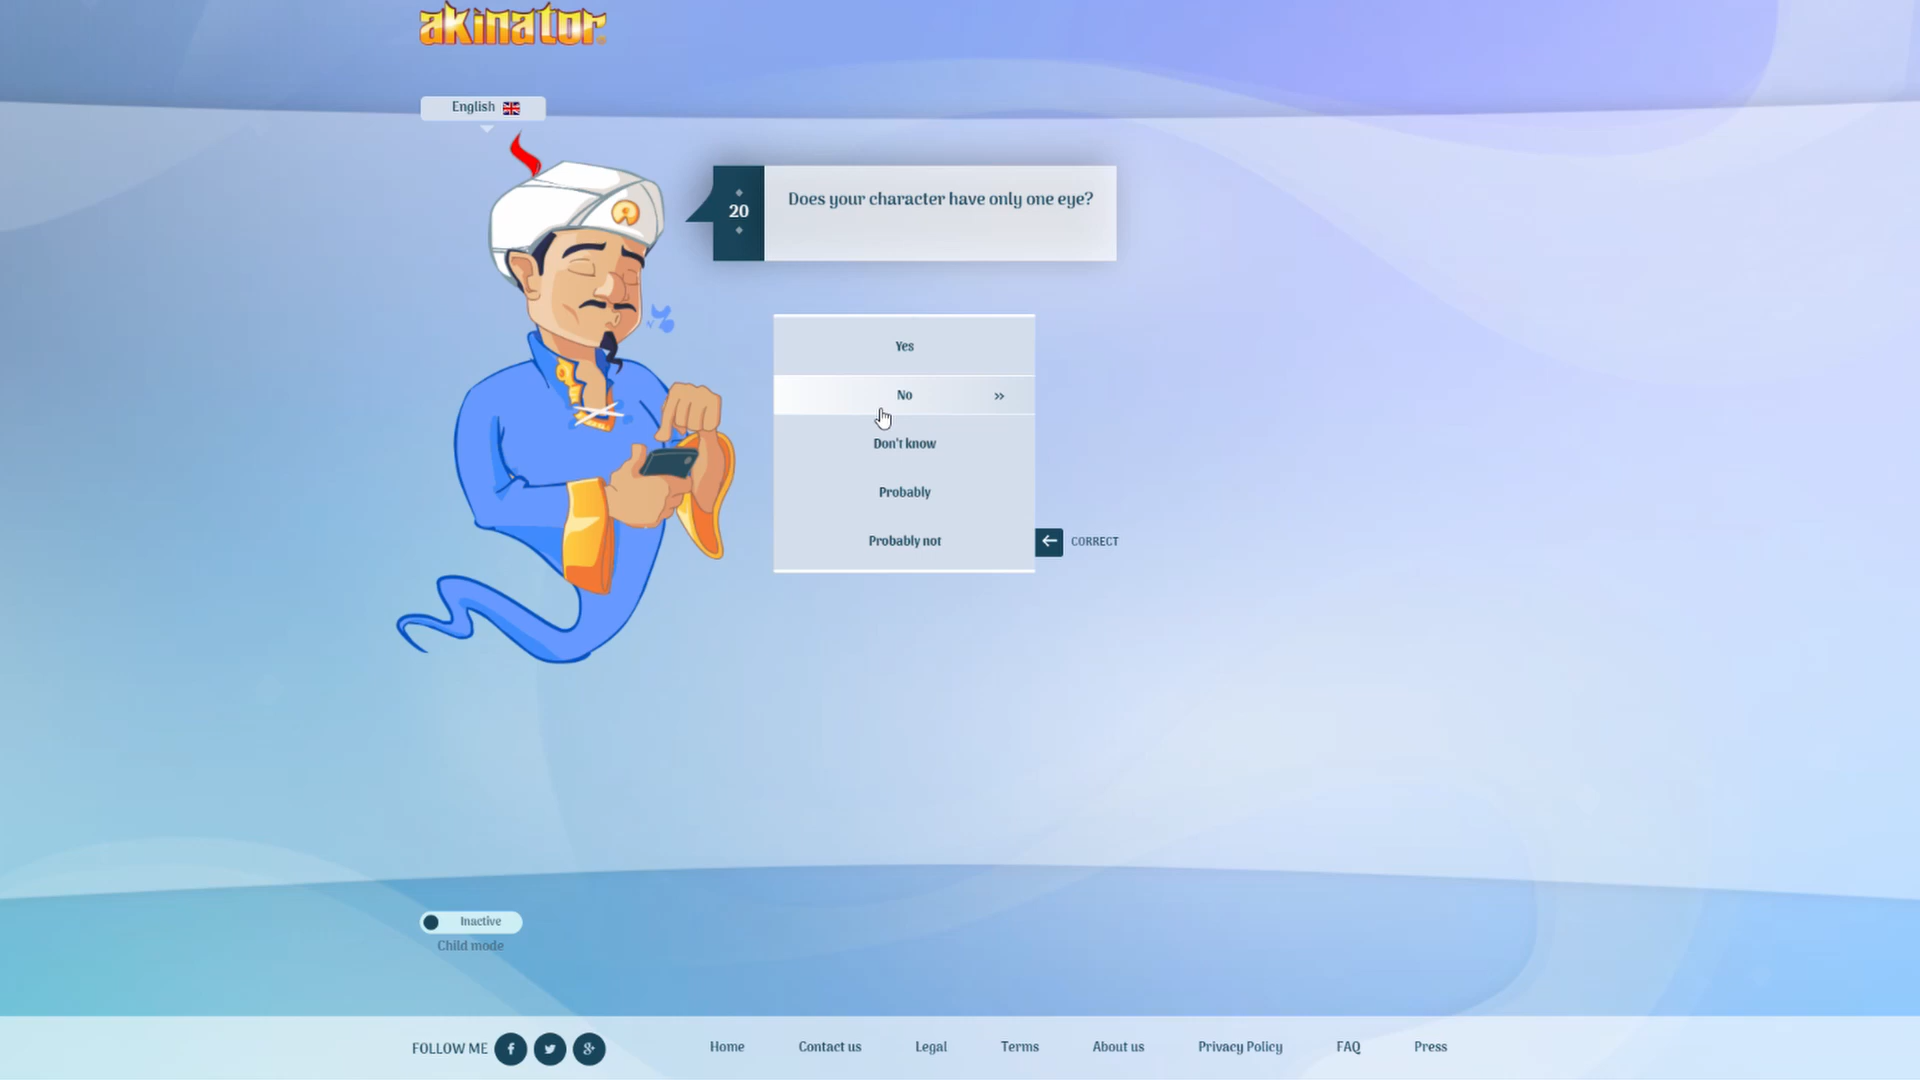 akinator
English
20
Does your character have only one eye?
Yes
No »
Don't know
Probably
Probably not
CORRECT
Inactive
Child mode
FOLLOW ME
Home Contact us Legal Terms About us Privacy Policy FAQ Press